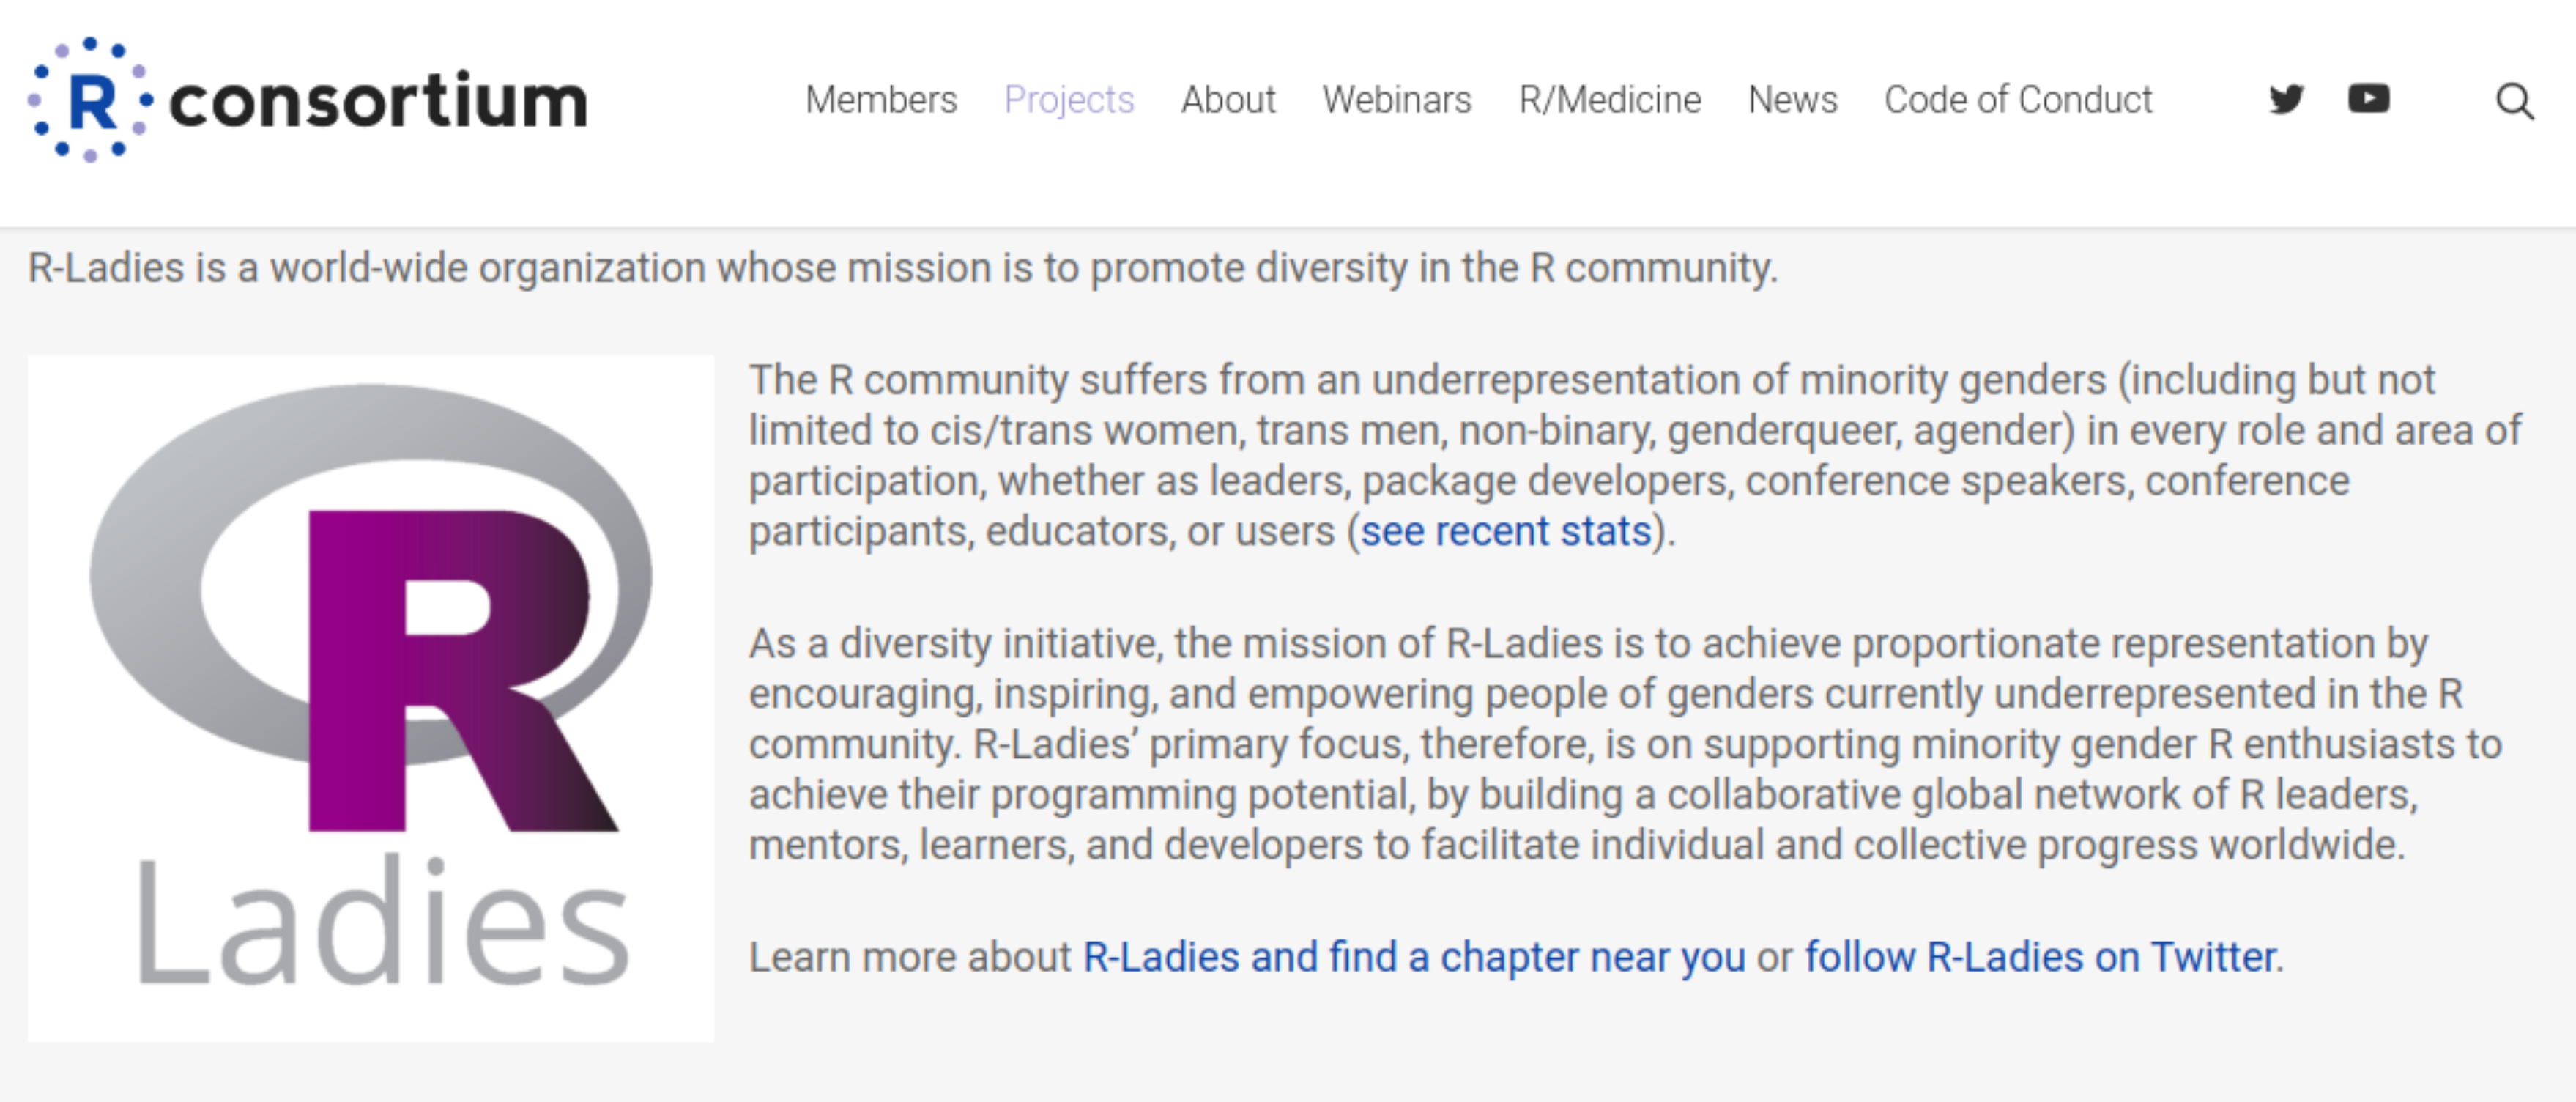 R consortium
Members Projects About Webinars R/Medicine News Code of Conduct
R-Ladies is a world-wide organization whose mission is to promote diversity in the R community.
R
Ladies
The R community suffers from an underrepresentation of minority genders (including but not
limited to cis/trans women, trans men, non-binary, genderqueer, agender) in every role and area of
participation, whether as leaders, package developers, conference speakers, conference
participants, educators, or users (see recent stats).
As a diversity initiative, the mission of R-Ladies is to achieve proportionate representation by
encouraging, inspiring, and empowering people of genders currently underrepresented in the R
community. R-Ladies’ primary focus, therefore, is on supporting minority gender R enthusiasts to
achieve their programming potential, by building a collaborative global network of R leaders,
mentors, learners, and developers to facilitate individual and collective progress worldwide.
Learn more about R-Ladies and find a chapter near you or follow R-Ladies on Twitter.